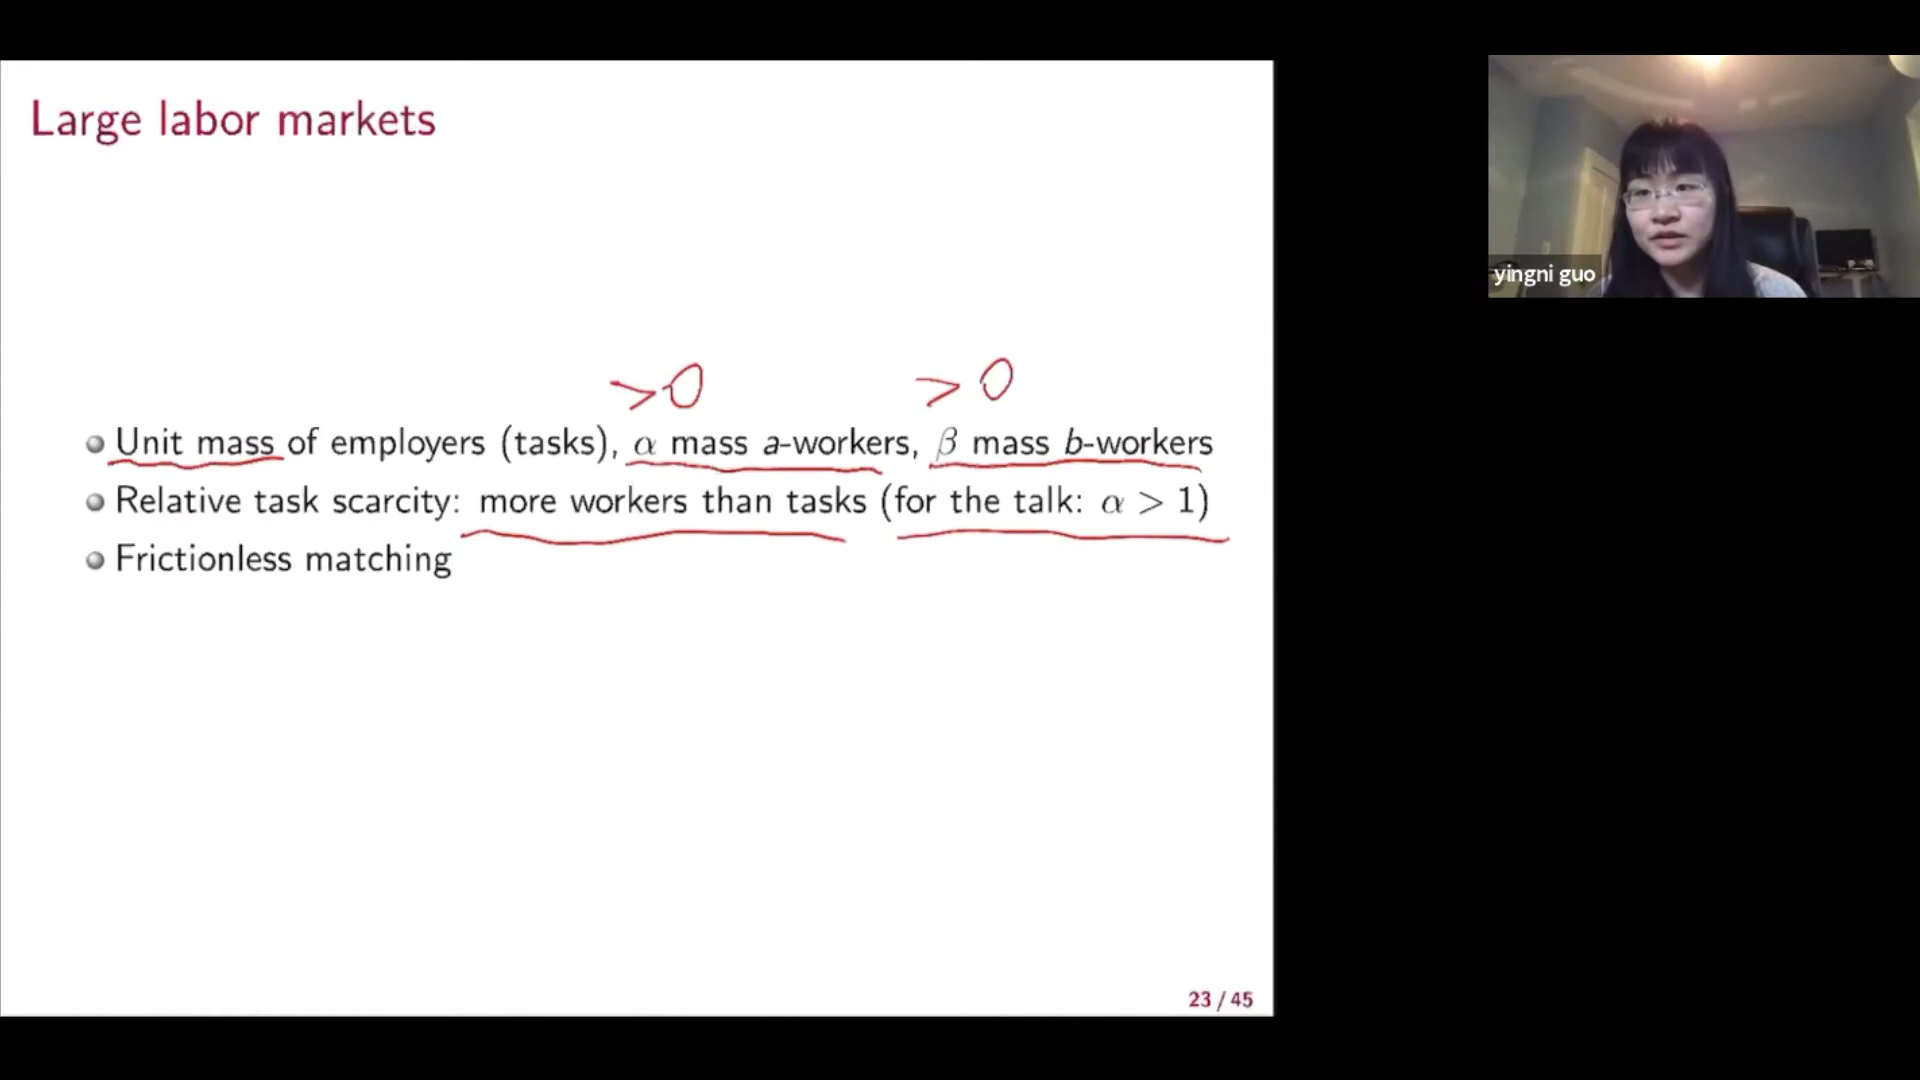 Large labor markets
>0 >0
Unit mass of employers (tasks), α mass a-workers, β mass b-workers
Relative task scarcity: more workers than tasks (for the talk: α > 1)
Frictionless matching
23 / 45
yingni guo